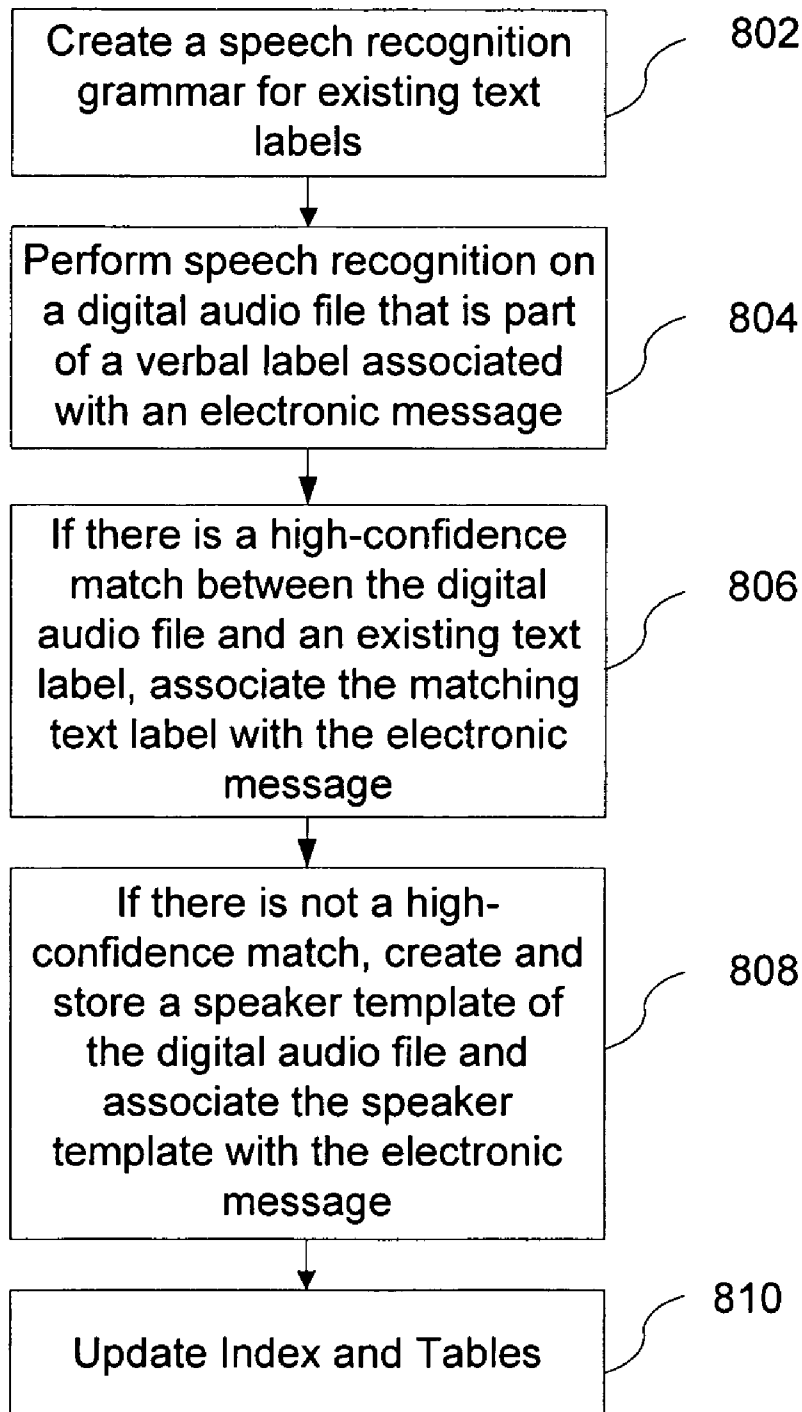 Create a speech recognition
grammar for existing text
labels
802
Perform speech recognition on
a digital audio file that is part
of a verbal label associated
with an electronic message
804
If there is a high-confidence
match between the digital
audio file and an existing text
label, associate the matching
text label with the electronic
message
806
If there is not a high-
confidence match, create and
store a speaker template of
the digital audio file and
associate the speaker
template with the electronic
message
808
Update Index and Tables
810